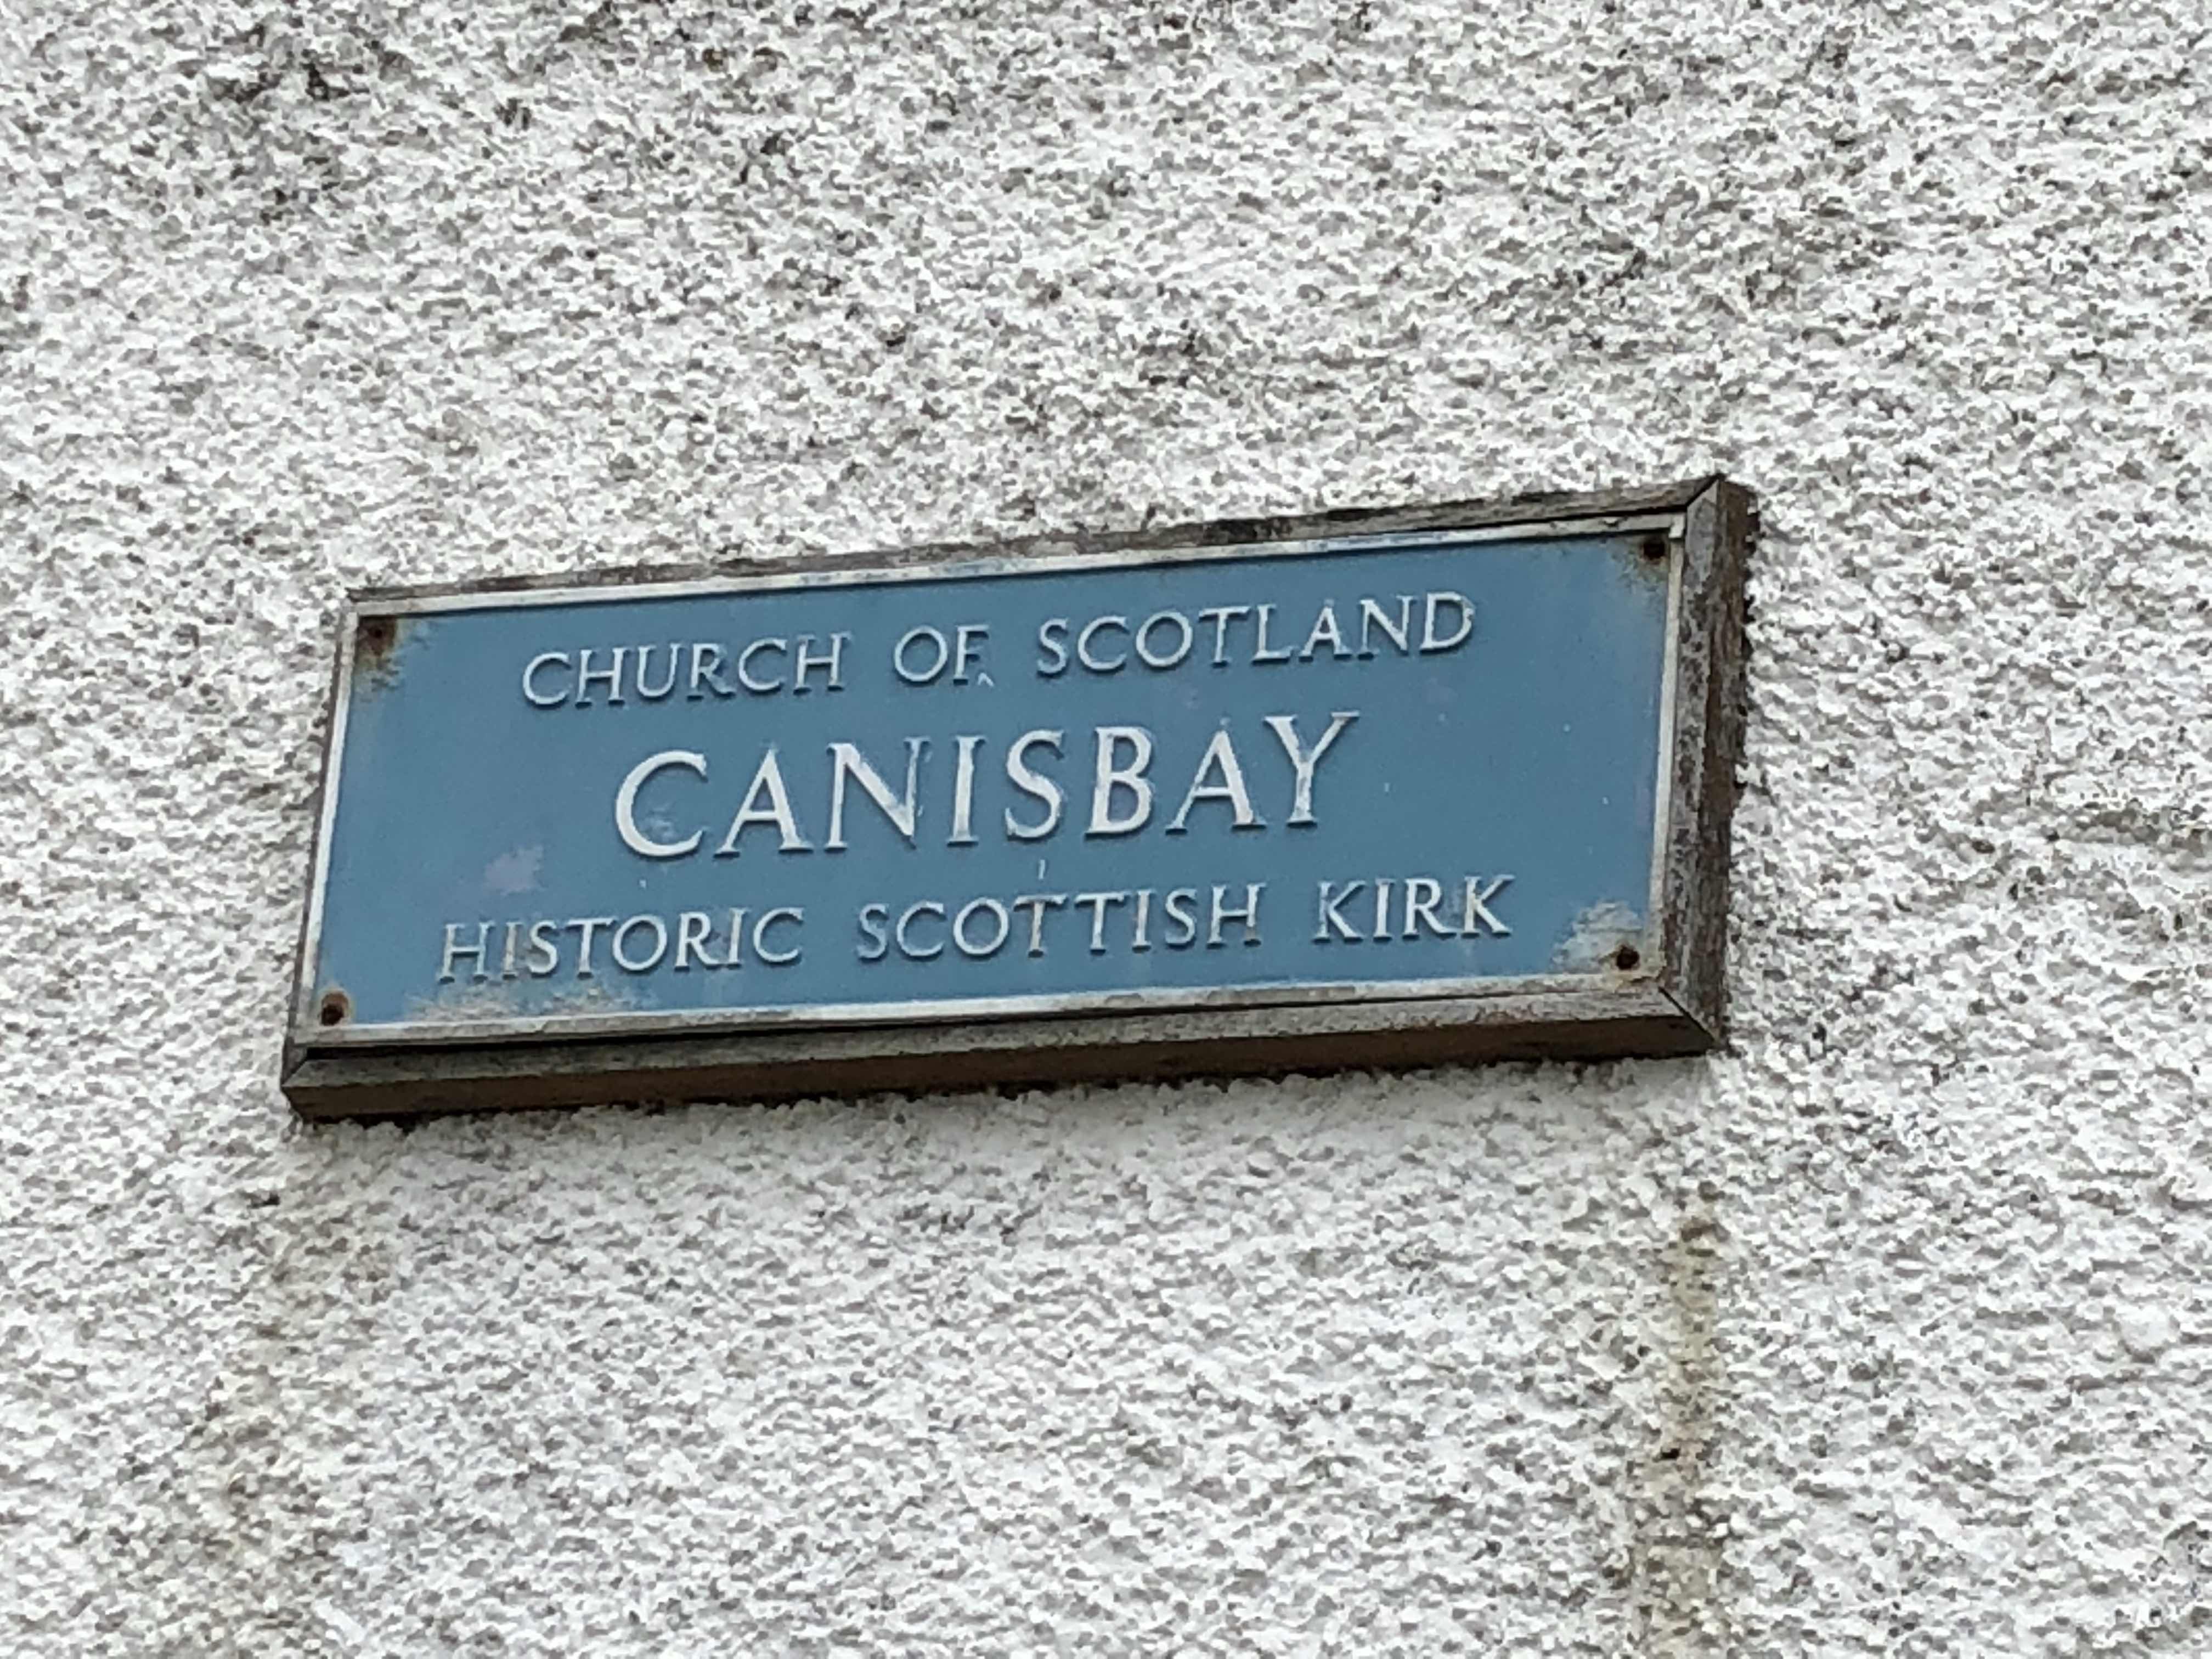 CHURCH OF SCOTLAND
CANISBAY
HISTORIC SCOTTISH KIRK